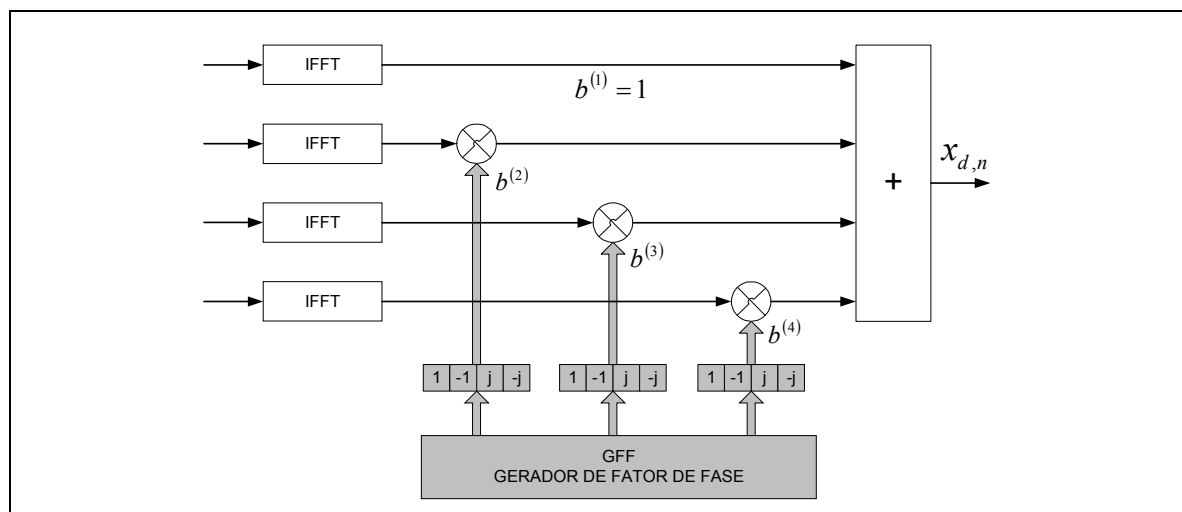 IFFT
b^{(1)} = 1
IFFT
b^{(2)}
x_{d,n}
+
IFFT
b^{(3)}
IFFT
b^{(4)}
1 -1 j -j
1 -1 j -j
1 -1 j -j
GFF
GERADOR DE FATOR DE FASE